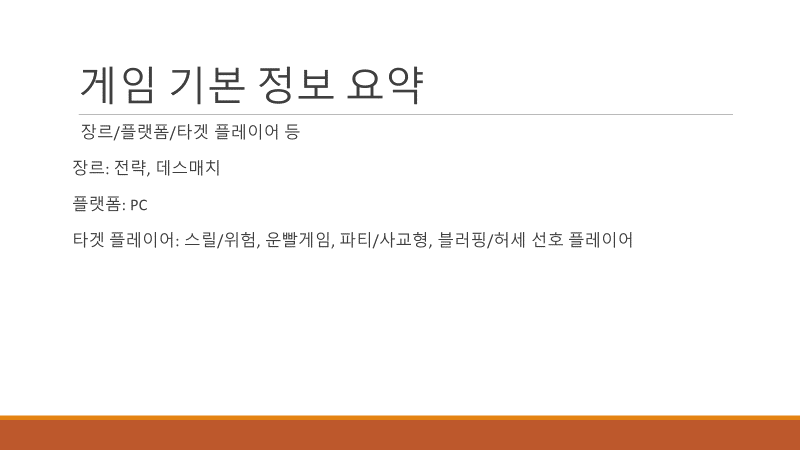 게임 기본 정보 요약
장르/플랫폼/타겟 플레이어 등
장르: 전략, 데스매치
플랫폼: PC
타겟 플레이어: 스릴/위험, 운빨게임, 파티/사교형, 블러핑/허세 선호 플레이어